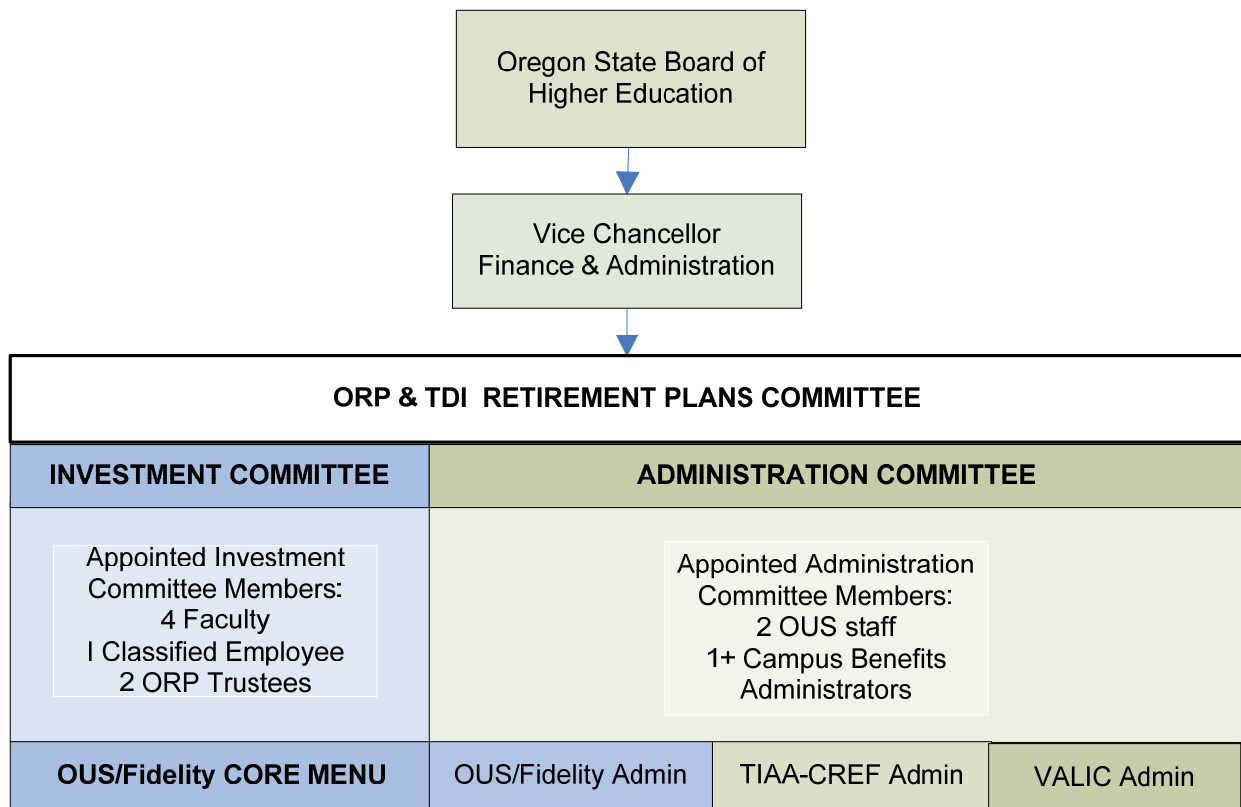 Oregon State Board of
Higher Education
Vice Chancellor
Finance & Administration
ORP & TDI RETIREMENT PLANS COMMITTEE
INVESTMENT COMMITTEE
ADMINISTRATION COMMITTEE
Appointed Investment
Committee Members:
4 Faculty
I Classified Employee
2 ORP Trustees
Appointed Administration
Committee Members:
2 OUS staff
1+ Campus Benefits
Administrators
OUS/Fidelity CORE MENU
OUS/Fidelity Admin
TIAA-CREF Admin
VALIC Admin